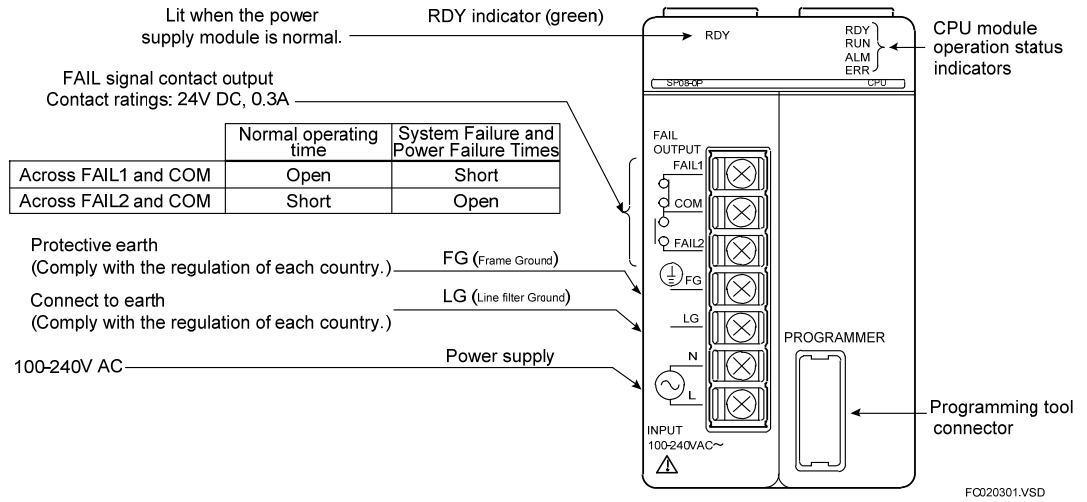 Lit when the power
supply module is normal.
RDY indicator (green)
RDY
RDY
RUN
ALM
ERR
CPU module
operation status
indicators
SP08-0P
CPU
FAIL signal contact output
Contact ratings: 24V DC, 0.3A
Normal operating
time
System Failure and
Power Failure Times
Across FAIL1 and COM
Open
Short
Across FAIL2 and COM
Short
Open
FAIL
OUTPUT
FAIL1
COM
FAIL2
FG
LG
N
L
INPUT
100-240VAC～
Protective earth
(Comply with the regulation of each country.)
FG (Frame Ground)
Connect to earth
(Comply with the regulation of each country.)
LG (Line filter Ground)
100-240V AC
Power supply
PROGRAMMER
Programming tool
connector
FC020301.VSD